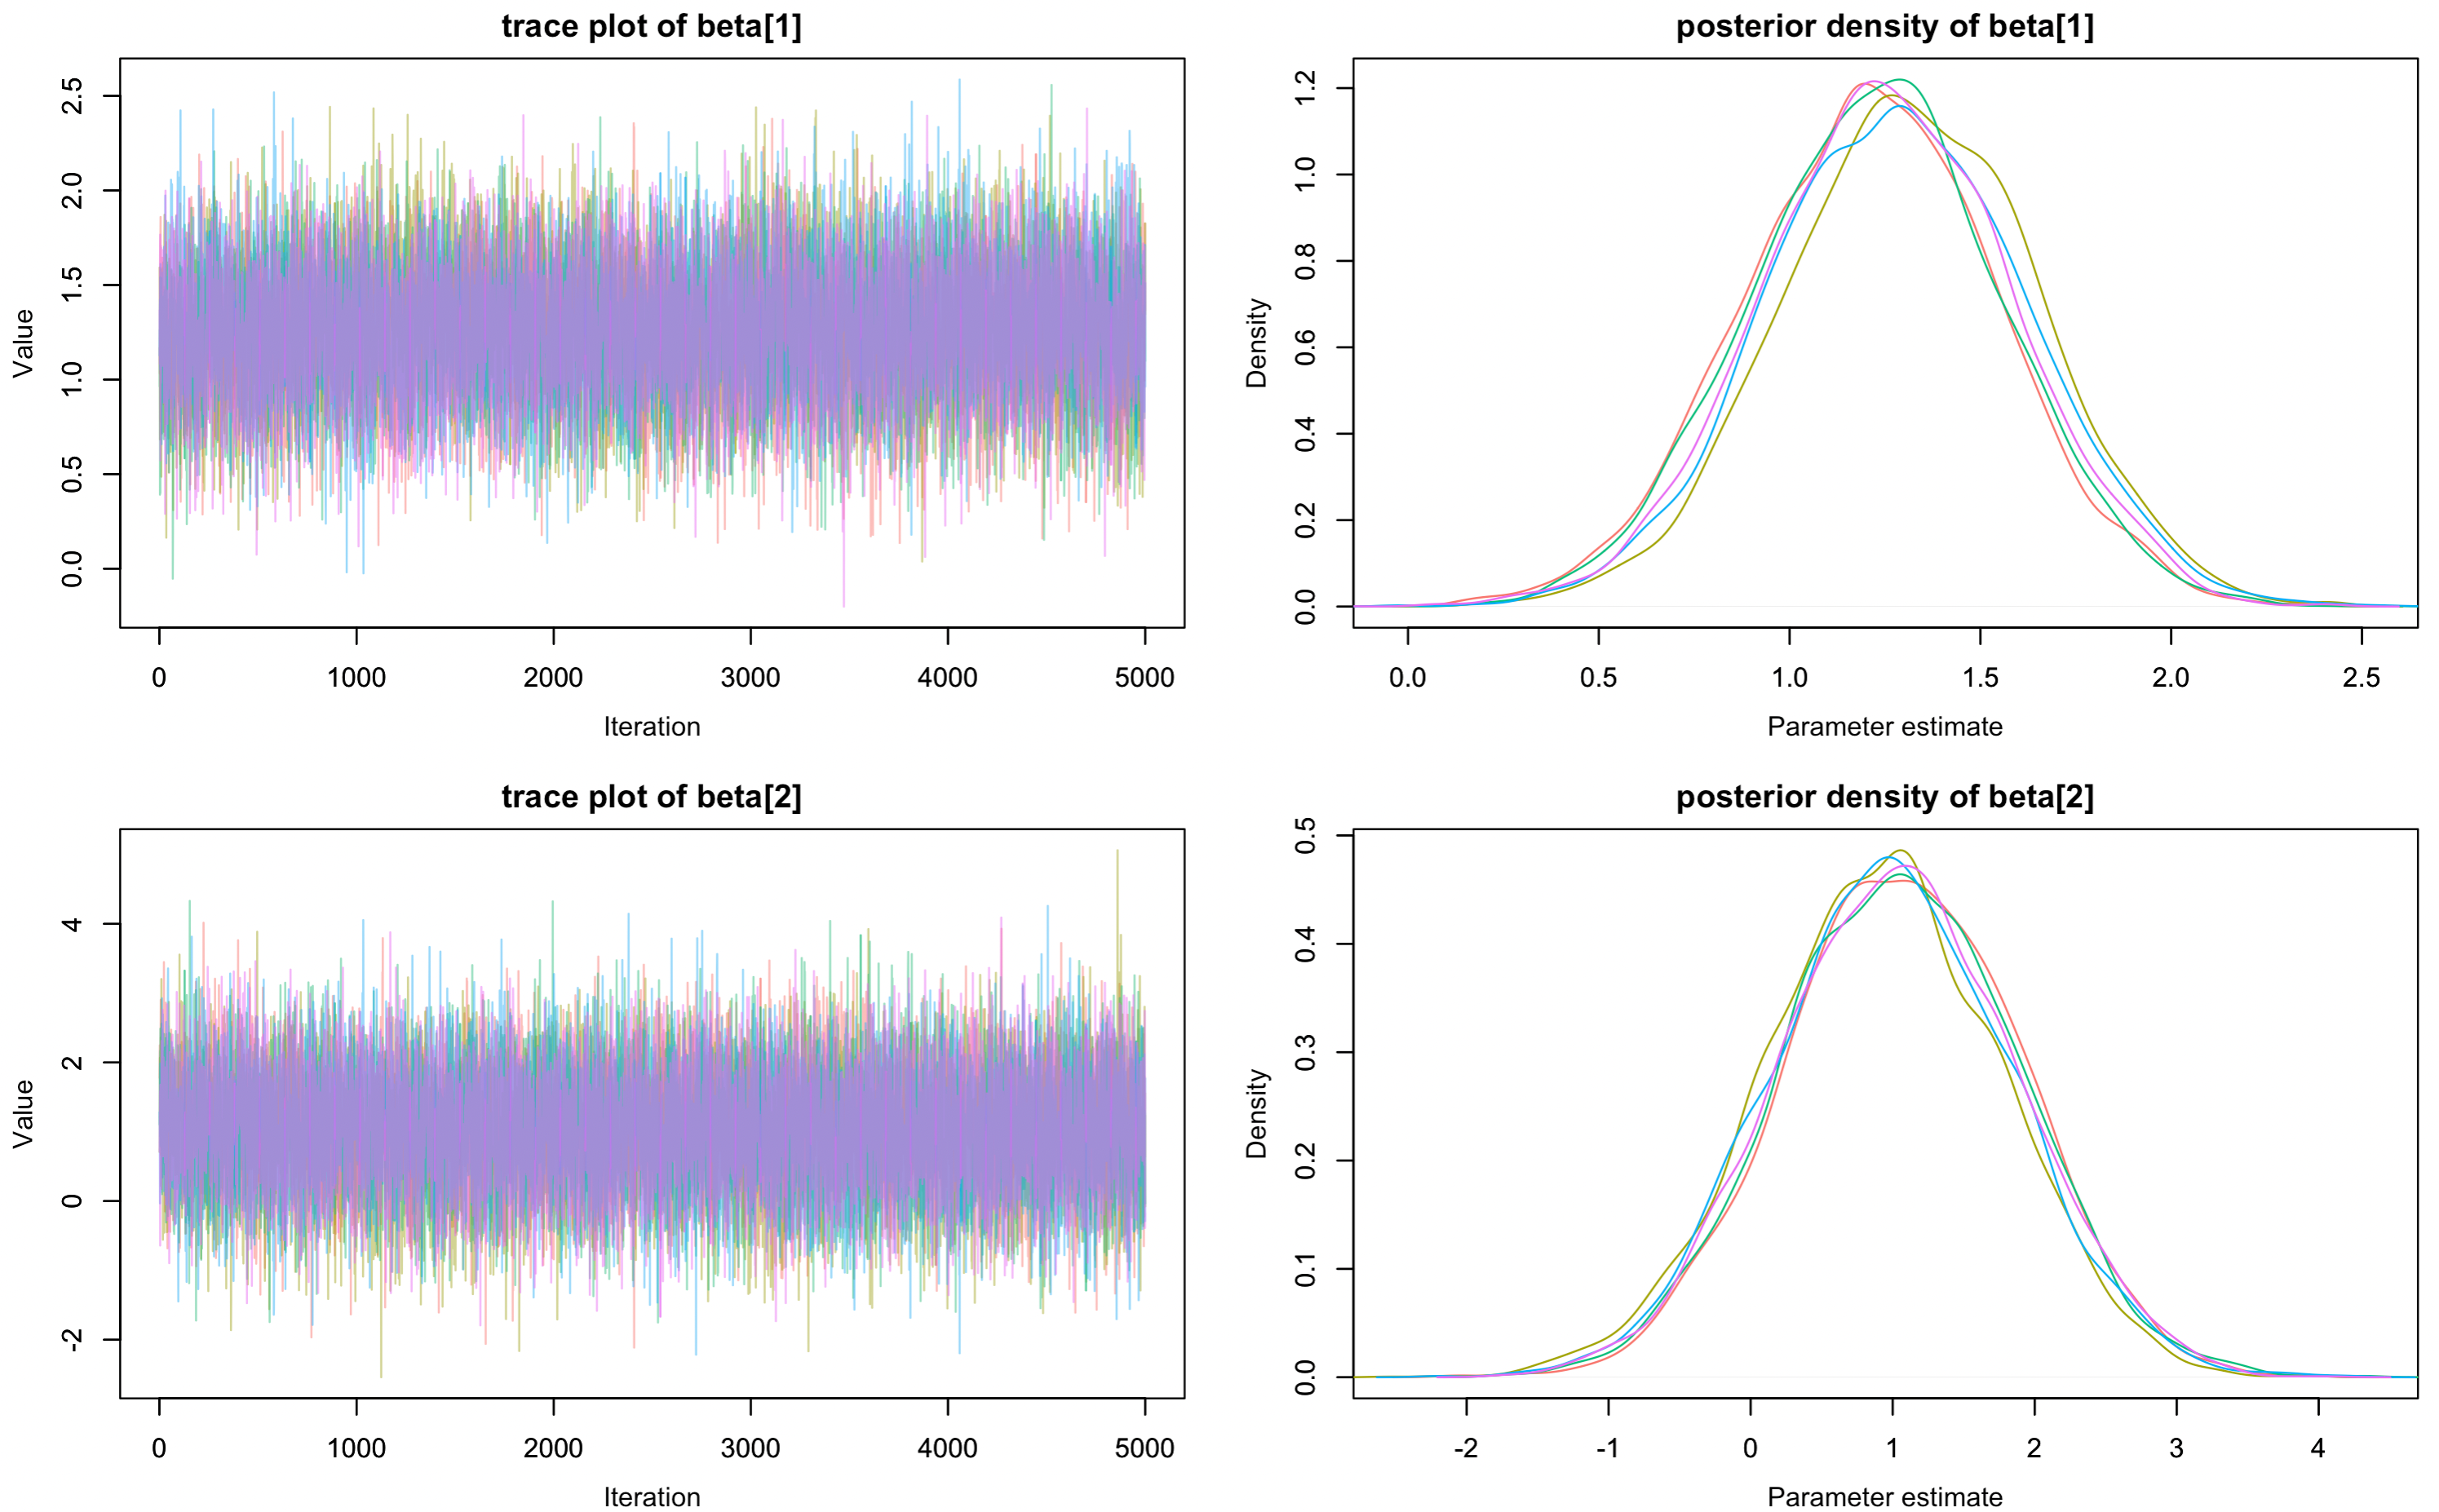 trace plot of beta[1]
Value
0.0 0.5 1.0 1.5 2.0 2.5
0 1000 2000 3000 4000 5000
Iteration
posterior density of beta[1]
Density
0.0 0.2 0.4 0.6 0.8 1.0 1.2
0.0 0.5 1.0 1.5 2.0 2.5
Parameter estimate
trace plot of beta[2]
Value
-2 0 2 4
0 1000 2000 3000 4000 5000
Iteration
posterior density of beta[2]
Density
0.0 0.1 0.2 0.3 0.4 0.5
-2 -1 0 1 2 3 4
Parameter estimate